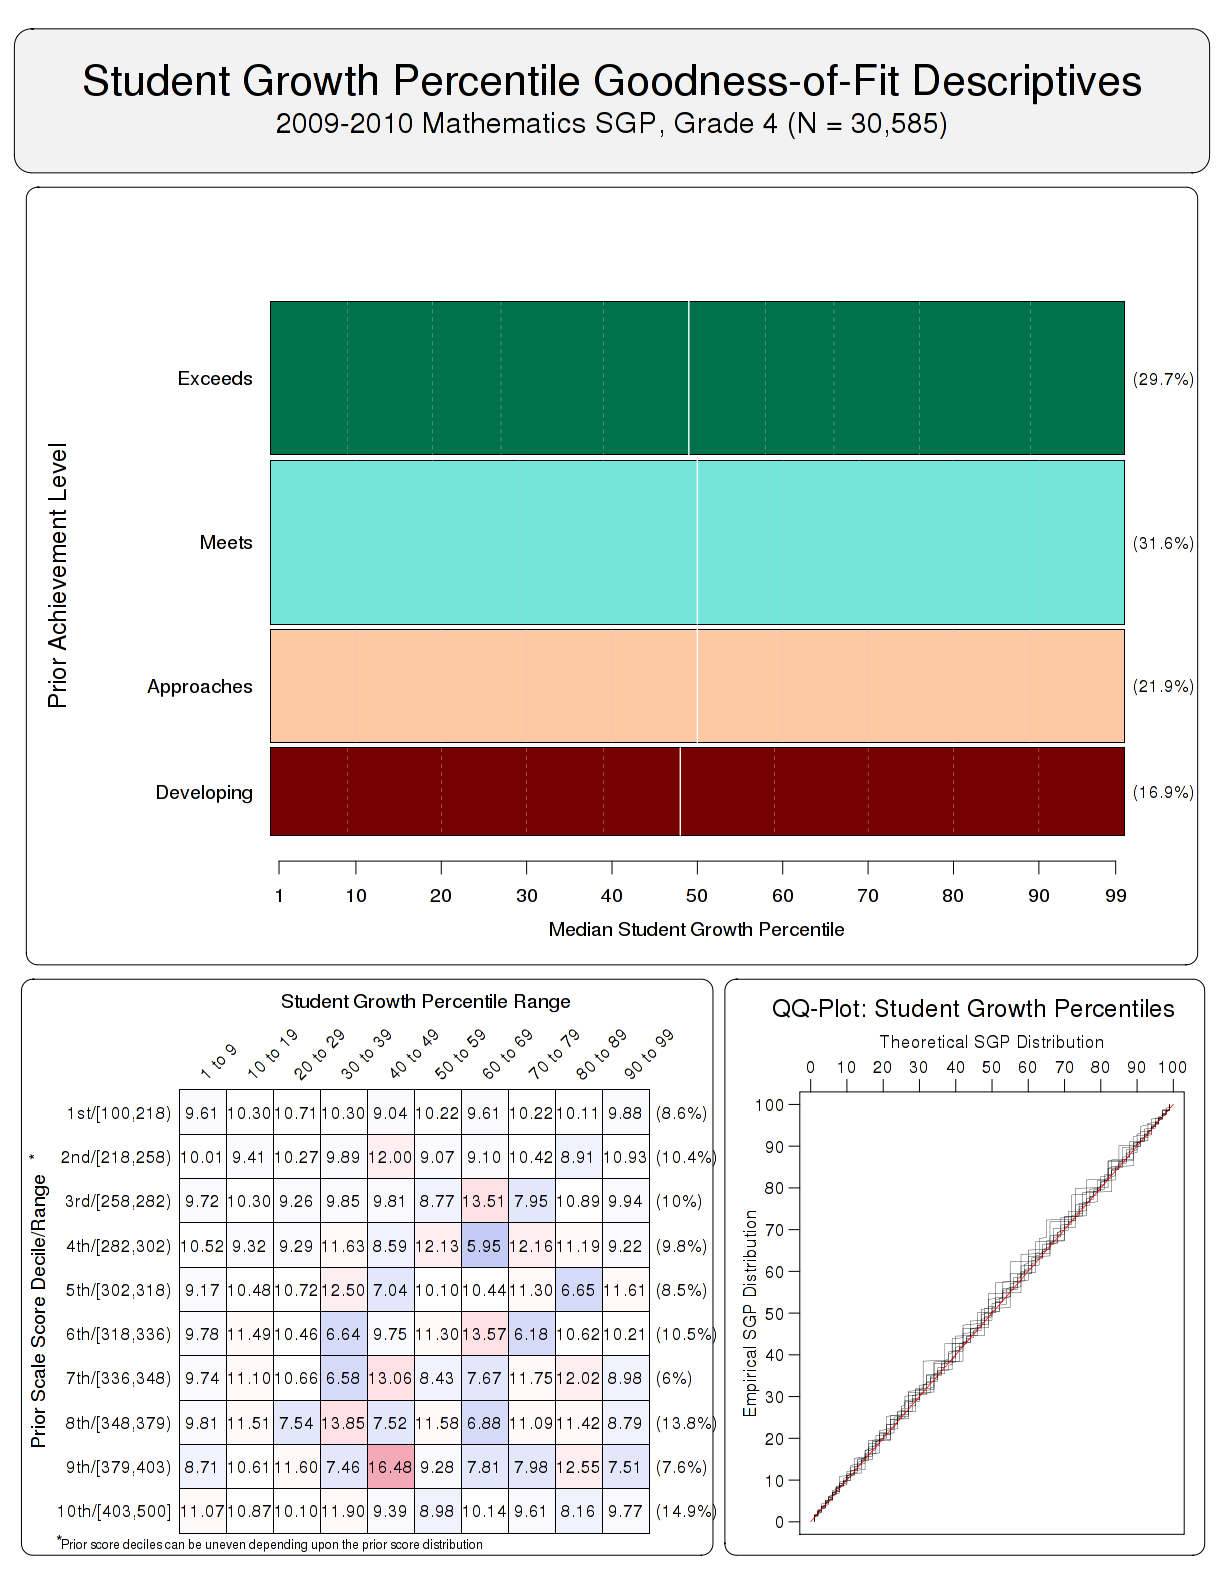 Student Growth Percentile Goodness-of-Fit Descriptives
2009-2010 Mathematics SGP, Grade 4 (N = 30,585)
Prior Achievement Level
Exceeds (29.7%)
Meets (31.6%)
Approaches (21.9%)
Developing (16.9%)
1 10 20 30 40 50 60 70 80 90 99
Median Student Growth Percentile
Student Growth Percentile Range
1 to 9 10 to 19 20 to 29 30 to 39 40 to 49 50 to 59 60 to 69 70 to 79 80 to 89 90 to 99
Prior Scale Score Decile/Range *
1st/[100,218) 9.61 10.30 10.71 10.30 9.04 10.22 9.61 10.22 10.11 9.88 (8.6%)
2nd/[218,258) 10.01 9.41 10.27 9.89 12.00 9.07 9.10 10.42 8.91 10.93 (10.4%)
3rd/[258,282) 9.72 10.30 9.26 9.85 9.81 8.77 13.51 7.95 10.89 9.94 (10%)
4th/[282,302) 10.52 9.32 9.29 11.63 8.59 12.13 5.95 12.16 11.19 9.22 (9.8%)
5th/[302,318) 9.17 10.48 10.72 12.50 7.04 10.10 10.44 11.30 6.65 11.61 (8.5%)
6th/[318,336) 9.78 11.49 10.46 6.64 9.75 11.30 13.57 6.18 10.62 10.21 (10.5%)
7th/[336,348) 9.74 11.10 10.66 6.58 13.06 8.43 7.67 11.75 12.02 8.98 (6%)
8th/[348,379) 9.81 11.51 7.54 13.85 7.52 11.58 6.88 11.09 11.42 8.79 (13.8%)
9th/[379,403) 8.71 10.61 11.60 7.46 16.48 9.28 7.81 7.98 12.55 7.51 (7.6%)
10th/[403,500] 11.07 10.87 10.10 11.90 9.39 8.98 10.14 9.61 8.16 9.77 (14.9%)
*Prior score deciles can be uneven depending upon the prior score distribution
QQ-Plot: Student Growth Percentiles
Theoretical SGP Distribution
0 10 20 30 40 50 60 70 80 90 100
Empirical SGP Distribution
100
90
80
70
60
50
40
30
20
10
0